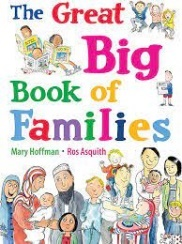 The Great
Big
Book of
Families
Mary Hoffman • Ros Asquith